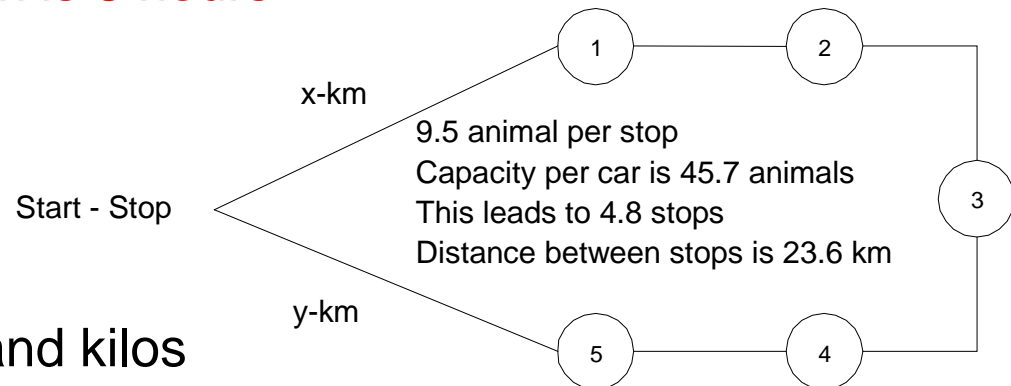 1
2
x-km
9.5 animal per stop
Capacity per car is 45.7 animals
3
Start - Stop
This leads to 4.8 stops
Distance between stops is 23.6 km
y-km
and kilos
5
4